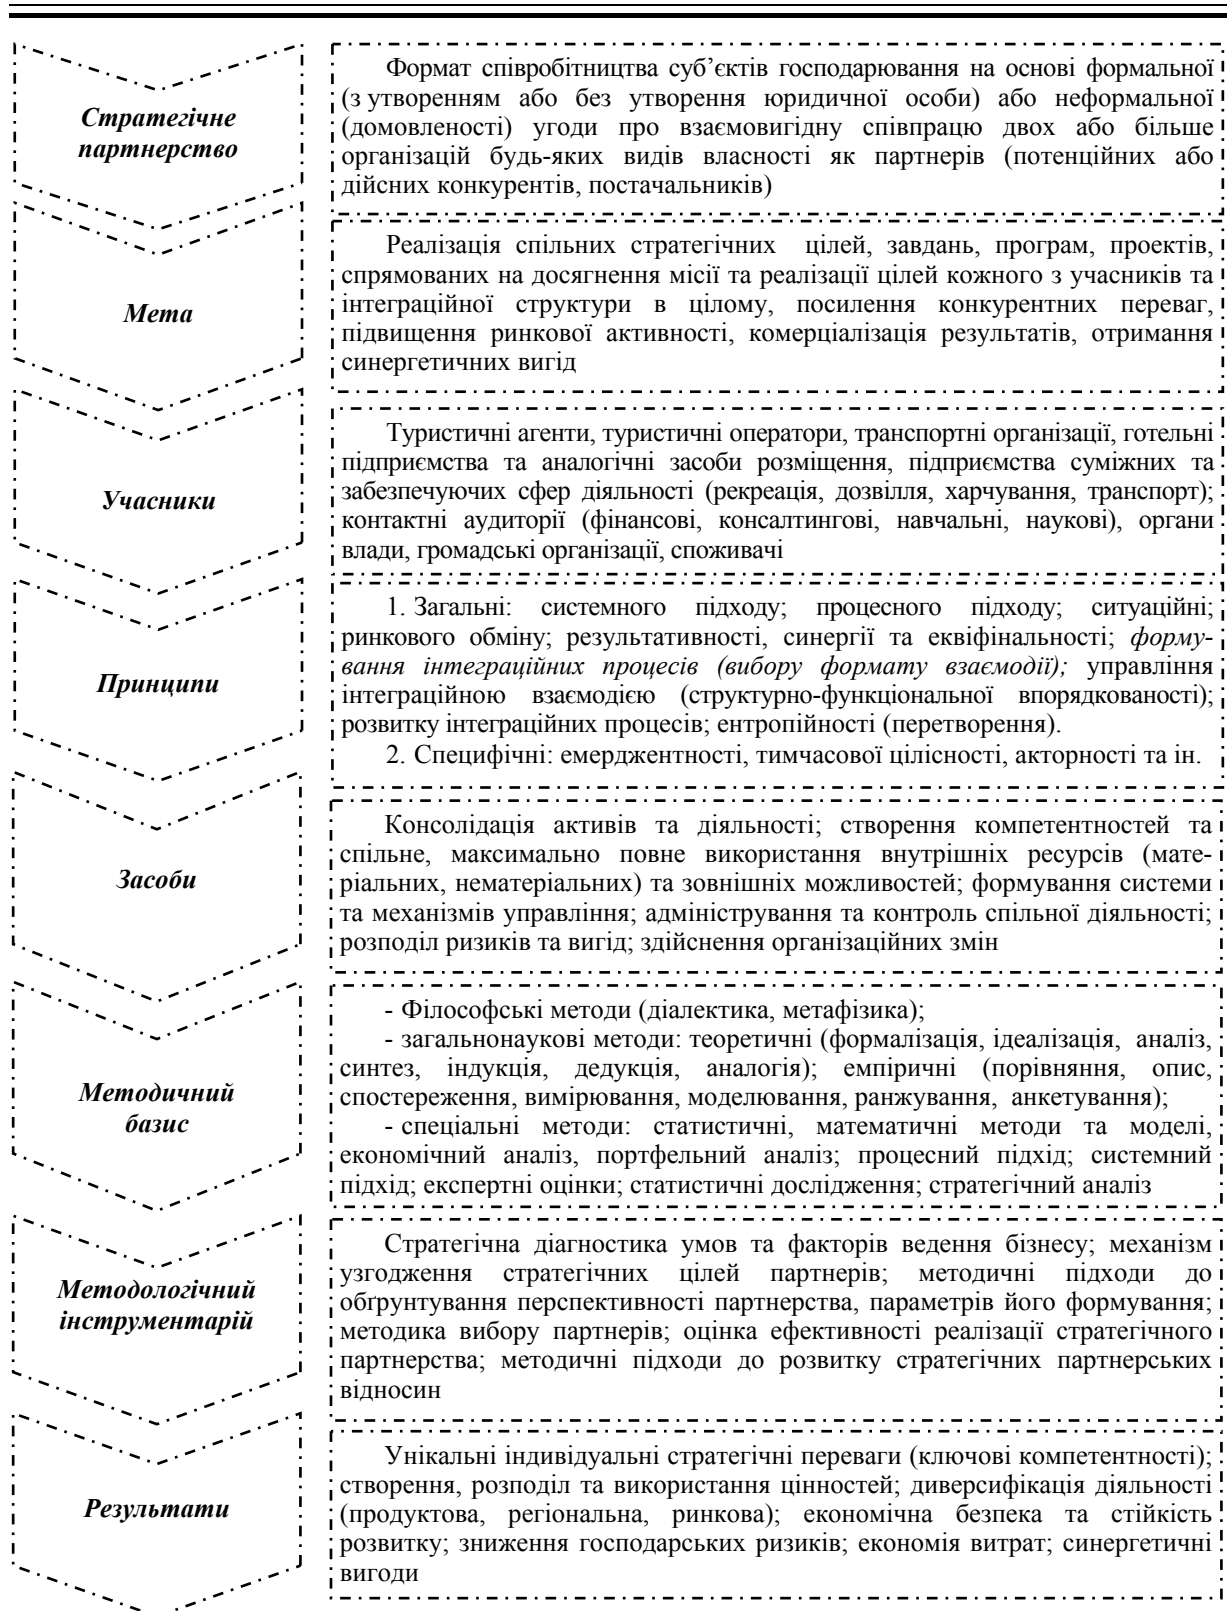 Стратегічне
партнерство
Формат співробітництва суб’єктів господарювання на основі формальної
(з утворенням або без утворення юридичної особи) або неформальної
(домовленості) угоди про взаємовигідну співпрацю двох або більше
організацій будь-яких видів власності як партнерів (потенційних або
дійсних конкурентів, постачальників)
Мета
Реалізація спільних стратегічних цілей, завдань, програм, проектів,
спрямованих на досягнення місії та реалізації цілей кожного з учасників та
інтеграційної структури в цілому, посилення конкурентних переваг,
підвищення ринкової активності, комерціалізація результатів, отримання
синергетичних вигід
Учасники
Туристичні агенти, туристичні оператори, транспортні організації, готельні
підприємства та аналогічні засоби розміщення, підприємства суміжних та
забезпечуючих сфер діяльності (рекреація, дозвілля, харчування, транспорт);
контактні аудиторії (фінансові, консалтингові, навчальні, наукові), органи
влади, громадські організації, споживачі
Принципи
1. Загальні: системного підходу; процесного підходу; ситуаційні;
ринкового обміну; результативності, синергії та еквіфінальності; форму-
вання інтеграційних процесів (вибору формату взаємодії); управління
інтеграційною взаємодією (структурно-функціональної впорядкованості);
розвитку інтеграційних процесів; ентропійності (перетворення).
2. Специфічні: емерджентності, тимчасової цілісності, акторності та ін.
Засоби
Консолідація активів та діяльності; створення компетентностей та
спільне, максимально повне використання внутрішніх ресурсів (мате-
ріальних, нематеріальних) та зовнішніх можливостей; формування системи
та механізмів управління; адміністрування та контроль спільної діяльності;
розподіл ризиків та вигід; здійснення організаційних змін
Методичний
базис
- Філософські методи (діалектика, метафізика);
- загальнонаукові методи: теоретичні (формалізація, ідеалізація, аналіз,
синтез, індукція, дедукція, аналогія); емпіричні (порівняння, опис,
спостереження, вимірювання, моделювання, ранжування, анкетування);
- спеціальні методи: статистичні, математичні методи та моделі,
економічний аналіз, портфельний аналіз; процесний підхід; системний
підхід; експертні оцінки; статистичні дослідження; стратегічний аналіз
Методологічний
інструментарій
Стратегічна діагностика умов та факторів ведення бізнесу; механізм
узгодження стратегічних цілей партнерів; методичні підходи до
обґрунтування перспективності партнерства, параметрів його формування;
методика вибору партнерів; оцінка ефективності реалізації стратегічного
партнерства; методичні підходи до розвитку стратегічних партнерських
відносин
Результати
Унікальні індивідуальні стратегічні переваги (ключові компетентності);
створення, розподіл та використання цінностей; диверсифікація діяльності
(продуктова, регіональна, ринкова); економічна безпека та стійкість
розвитку; зниження господарських ризиків; економія витрат; синергетичні
вигоди